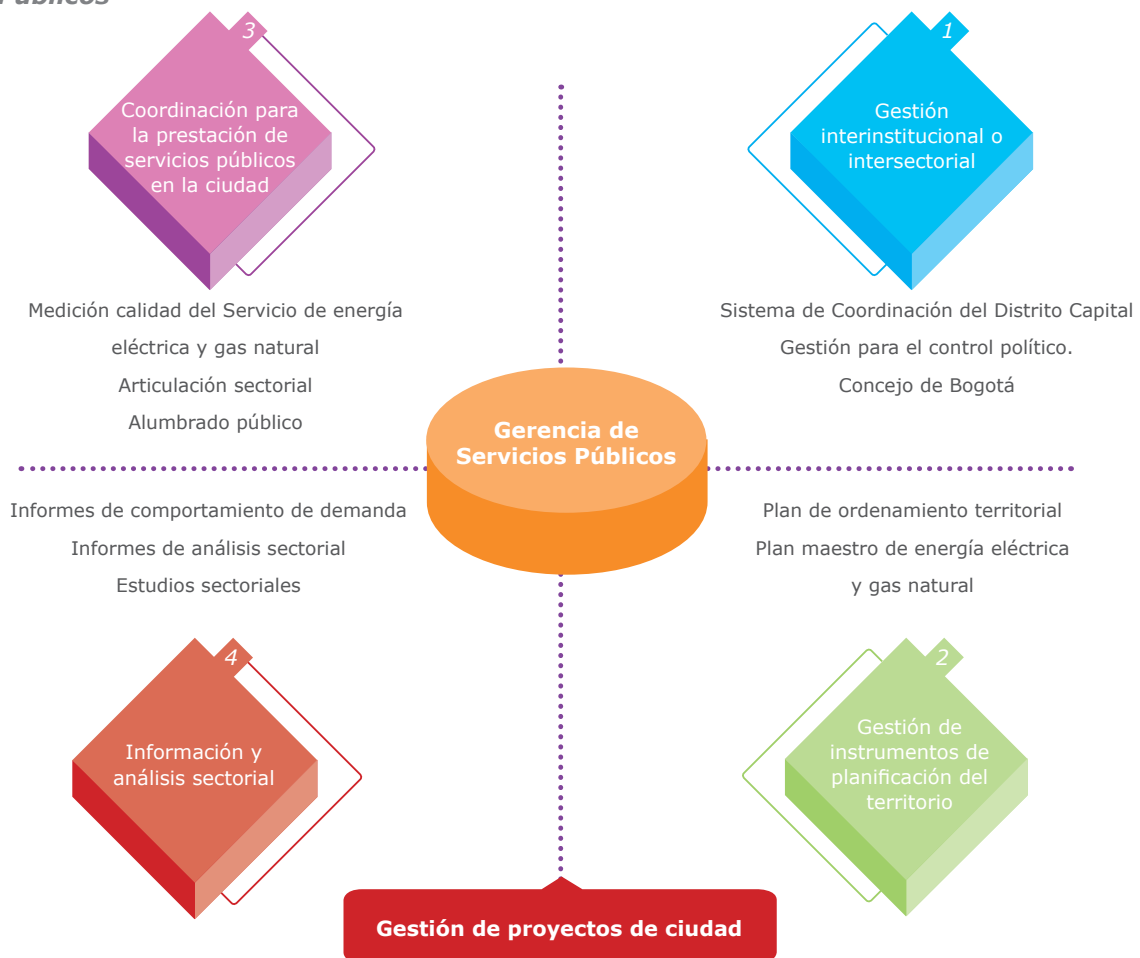 Públicos
3
Coordinación para
la prestación de
servicios públicos
en la ciudad
Medición calidad del Servicio de energía
eléctrica y gas natural
Articulación sectorial
Alumbrado público
1
Gestión
interinstitucional o
intersectorial
Sistema de Coordinación del Distrito Capital
Gestión para el control político.
Concejo de Bogotá
Gerencia de
Servicios Públicos
Informes de comportamiento de demanda
Informes de análisis sectorial
Estudios sectoriales
4
Información y
análisis sectorial
Plan de ordenamiento territorial
Plan maestro de energía eléctrica
y gas natural
2
Gestión de
instrumentos de
planificación del
territorio
Gestión de proyectos de ciudad